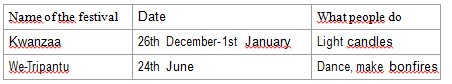 Name of the festival Date What people do
Kwanzaa 26th December-1st January Light candles
We-Tripantu 24th June Dance, make bonfires